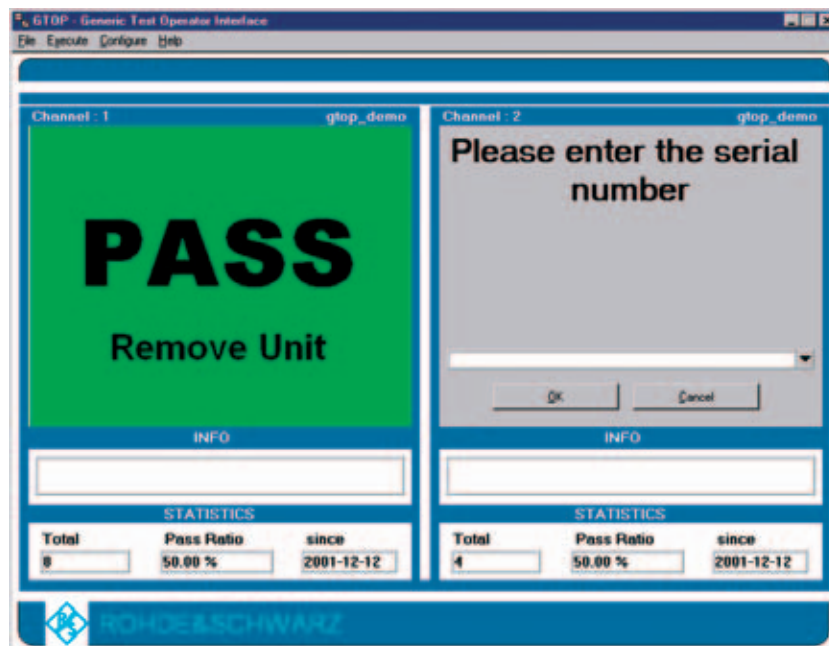 GTOP - Generic Test Operator Interface
File Execute Configure Help
Channel : 1 gtop_demo
PASS
Remove Unit
INFO
STATISTICS
Total Pass Ratio since
8 50.00 % 2001-12-12
Channel : 2 gtop_demo
Please enter the serial
number
OK Cancel
INFO
STATISTICS
Total Pass Ratio since
4 50.00 % 2001-12-12
ROHDE&SCHWARZ